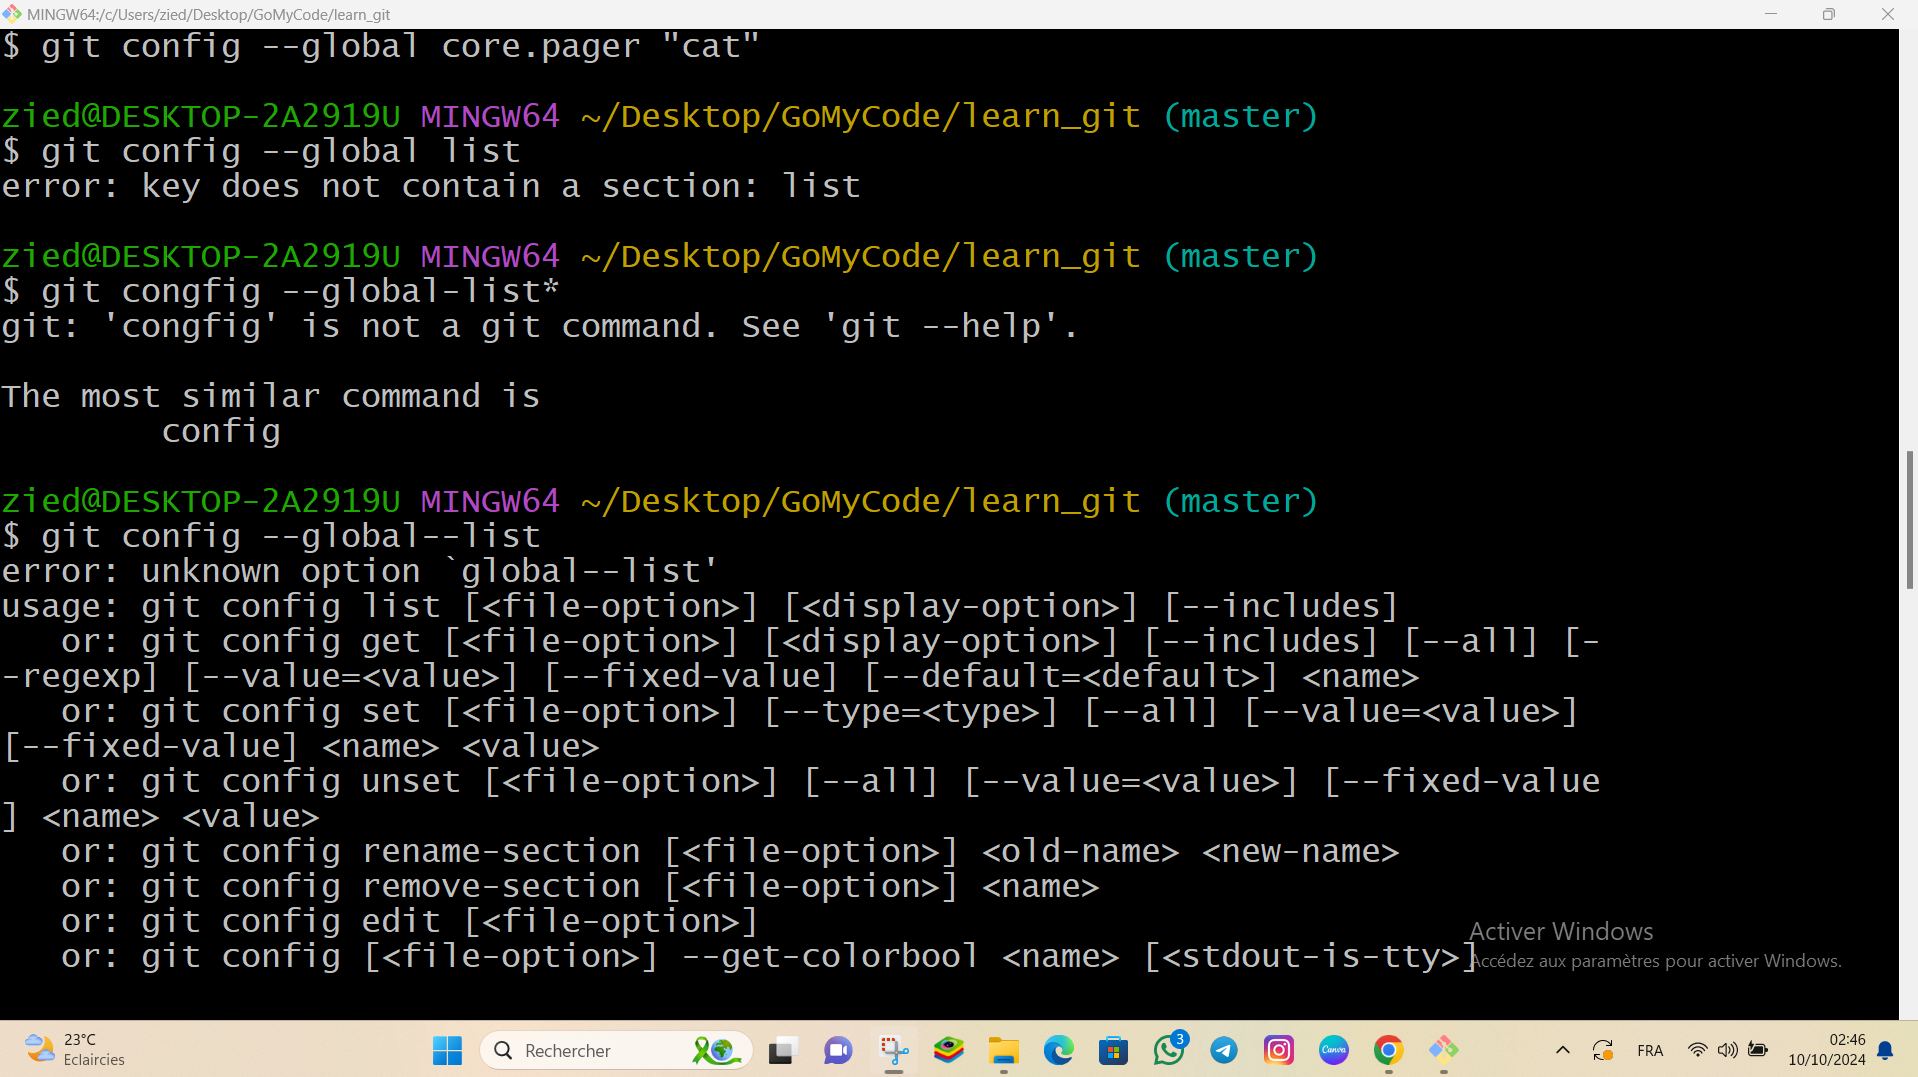 MINGW64:/c/Users/zied/Desktop/GoMyCode/learn_git
$ git config --global core.pager "cat"
zied@DESKTOP-2A2919U MINGW64 ~/Desktop/GoMyCode/learn_git (master)
$ git config --global list
error: key does not contain a section: list
zied@DESKTOP-2A2919U MINGW64 ~/Desktop/GoMyCode/learn_git (master)
$ git congfig --global-list*
git: 'congfig' is not a git command. See 'git --help'.
The most similar command is
        config
zied@DESKTOP-2A2919U MINGW64 ~/Desktop/GoMyCode/learn_git (master)
$ git config --global--list
error: unknown option `global--list'
usage: git config list [<file-option>] [<display-option>] [--includes]
   or: git config get [<file-option>] [<display-option>] [--includes] [--all] [-
-regexp] [--value=<value>] [--fixed-value] [--default=<default>] <name>
   or: git config set [<file-option>] [--type=<type>] [--all] [--value=<value>]
[--fixed-value] <name> <value>
   or: git config unset [<file-option>] [--all] [--value=<value>] [--fixed-value
] <name> <value>
   or: git config rename-section [<file-option>] <old-name> <new-name>
   or: git config remove-section [<file-option>] <name>
   or: git config edit [<file-option>]
   or: git config [<file-option>] --get-colorbool <name> [<stdout-is-tty>]
Activer Windows
Accédez aux paramètres pour activer Windows.
23°C
Eclaircies
Rechercher
3
Canva
FRA
02:46
10/10/2024